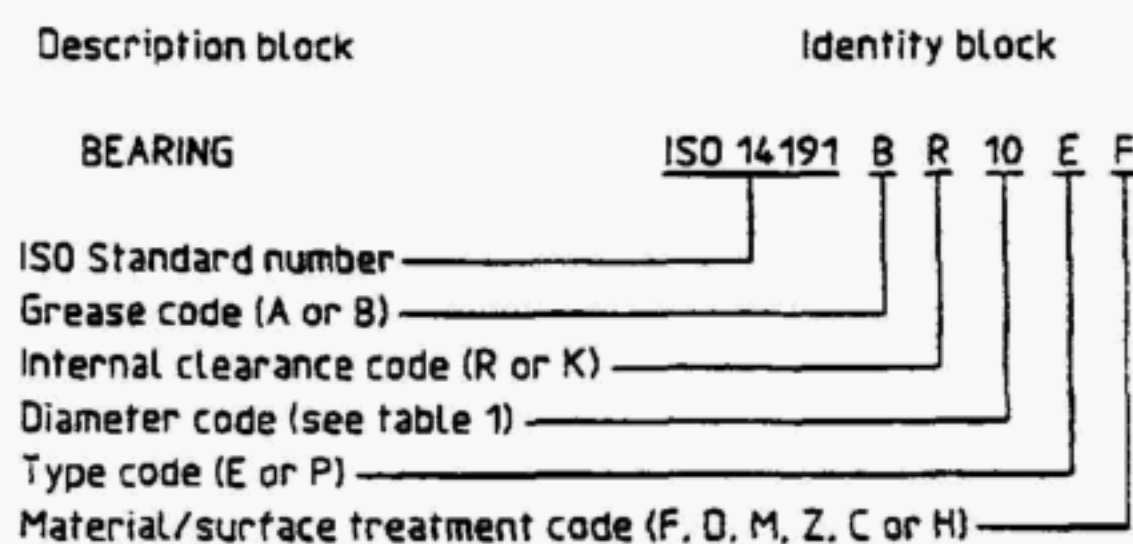 Description block Identity block
BEARING ISO 14191 B R 10 E F
ISO Standard number
Grease code (A or B)
Internal clearance code (R or K)
Diameter code (see table 1)
Type code (E or P)
Material/surface treatment code (F, D, M, Z, C or H)